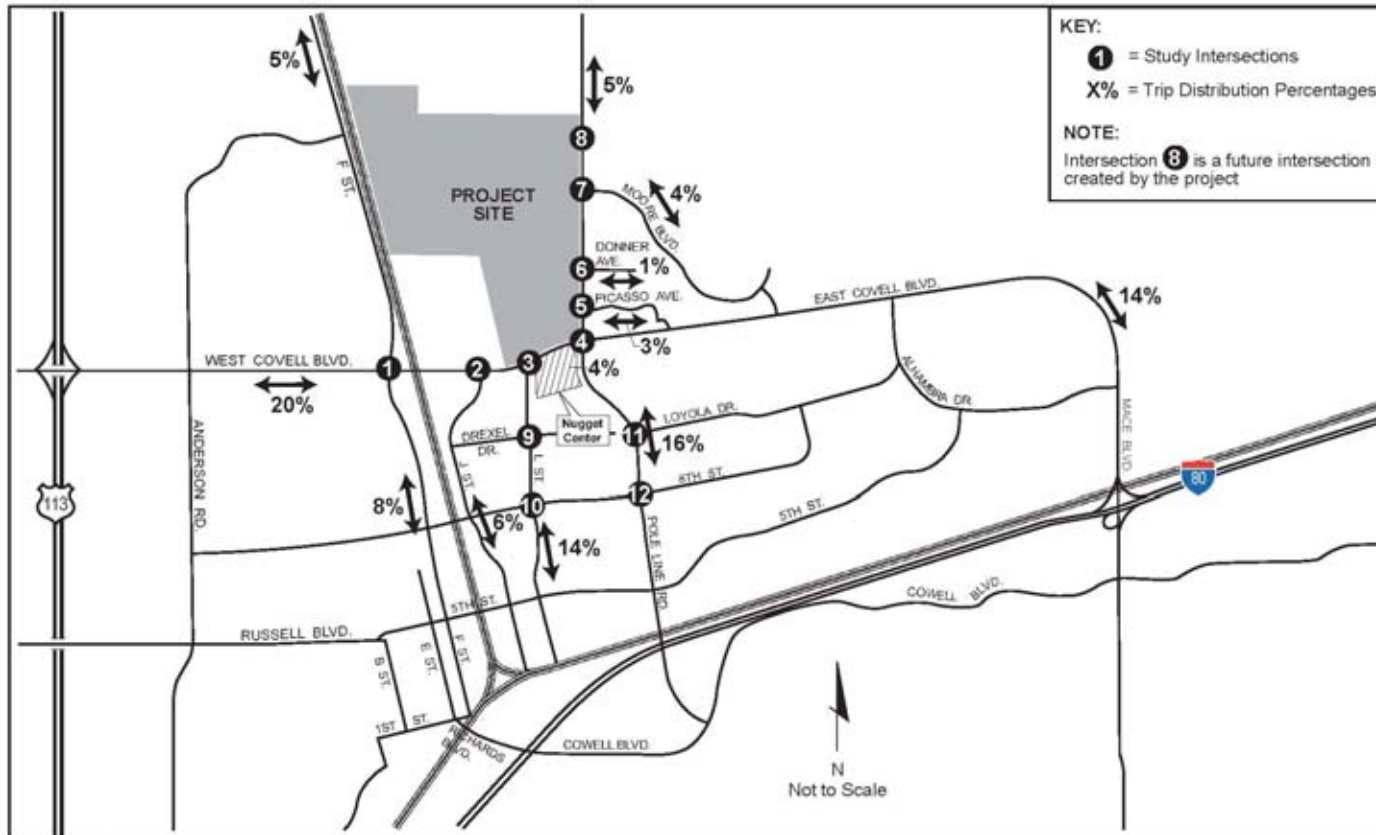 KEY:
1 = Study Intersections
X% = Trip Distribution Percentages
NOTE:
Intersection 8 is a future intersection
created by the project
5%
5%
8
F ST.
PROJECT
SITE
7
MOORE BLVD.
4%
DONNER
AVE.
6
1%
EAST COVELL BLVD.
14%
5
PICASSO AVE.
3%
4
WEST COVELL BLVD.
1
2
3
4%
20%
ANDERSON RD.
Nugget
Center
DREXEL
DR.
9
11
LOYOLA DR.
ALHAMBRA DR.
MACE BLVD.
16%
J ST.
L ST.
8TH ST.
80
113
8%
6%
10
12
14%
5TH ST.
POLE LINE RD.
COWELL BLVD.
5TH ST.
RUSSELL BLVD.
B ST.
E ST.
F ST.
1ST ST.
RICHARDS
BLVD.
COWELL BLVD.
N
Not to Scale